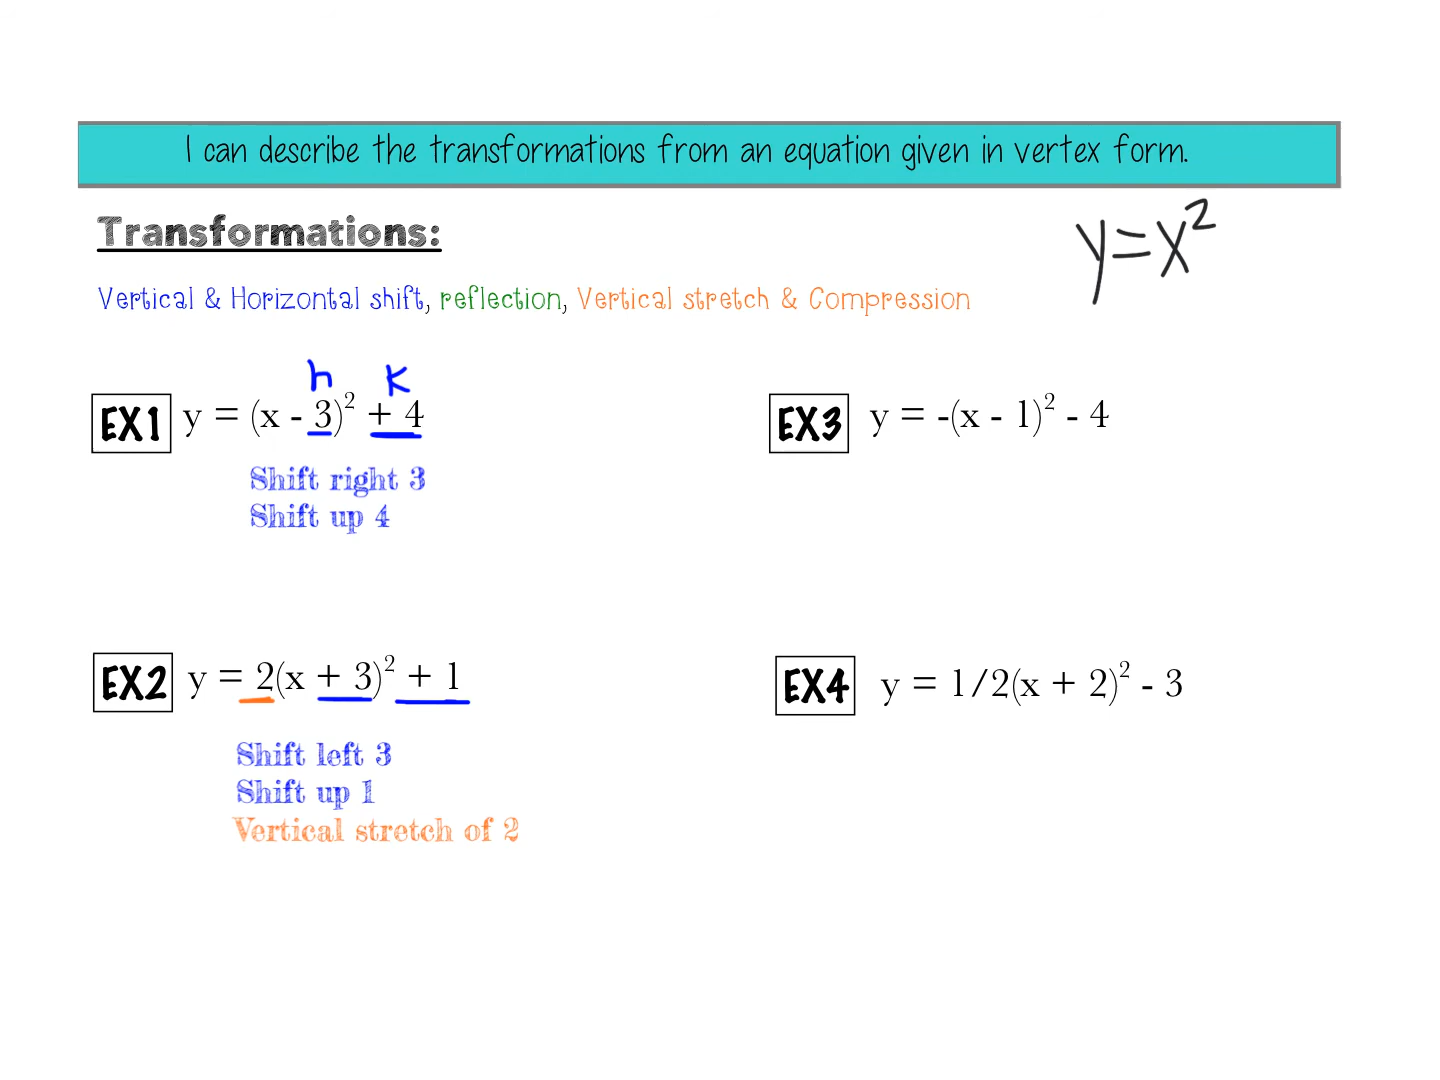 I can describe the transformations from an equation given in vertex form.
Transformations:
y=x²
Vertical & Horizontal shift, reflection, Vertical stretch & Compression
h K
EX1 y = (x - 3)² + 4
Shift right 3
Shift up 4
EX2 y = 2(x + 3)² + 1
Shift left 3
Shift up 1
Vertical stretch of 2
EX3 y = -(x - 1)² - 4
EX4 y = 1/2(x + 2)² - 3